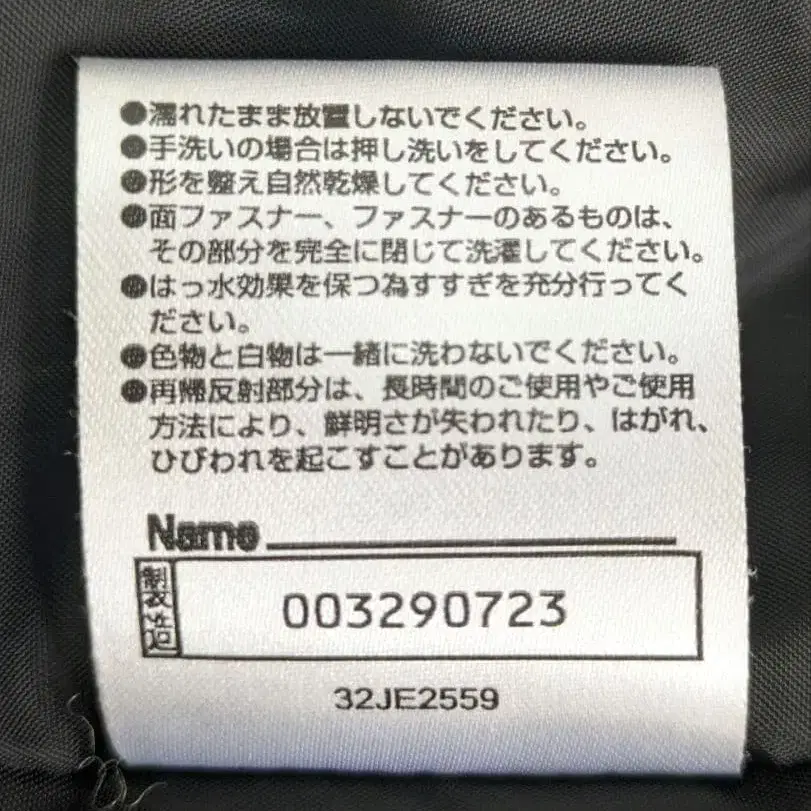 ●濡れたまま放置しないでください。
●手洗いの場合は押し洗いをしてください。
●形を整え自然乾燥してください。
●面ファスナー、ファスナーのあるものは、
その部分を完全に閉じて洗濯してください。
●はっ水効果を保つ為すすぎを充分行ってく
ださい。
●色物と白物は一緒に洗わないでください。
●再帰反射部分は、長時間のご使用やご使用
方法により、鮮明さが失われたり、はがれ、
ひびわれを起こすことがあります。
Name
製造
003290723
32JE2559